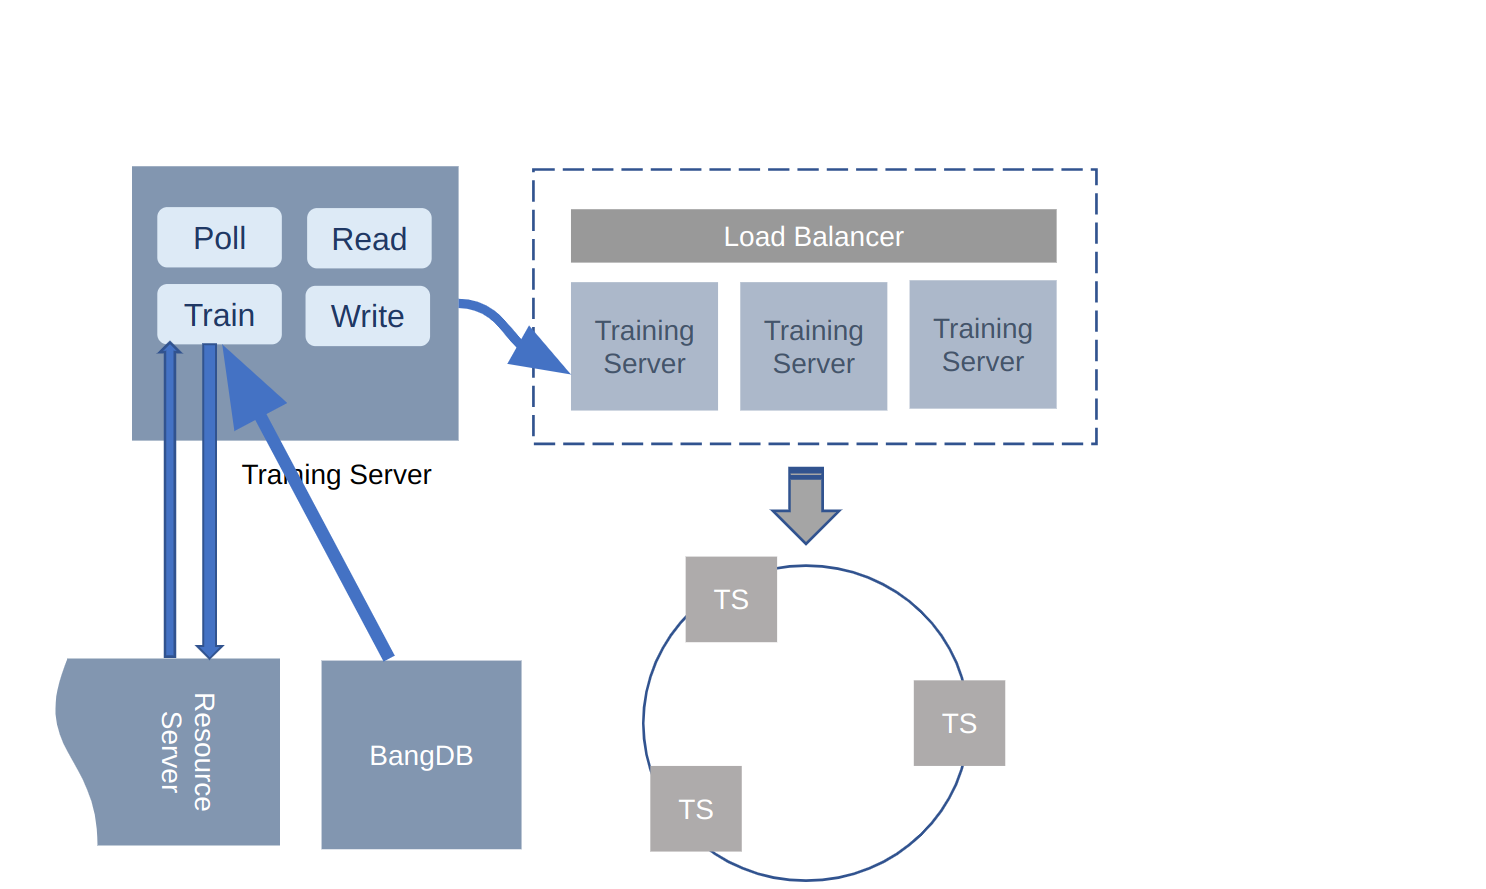 Poll
Read
Train
Write
Training Server
Load Balancer
Training
Server
Training
Server
Training
Server
TS
TS
TS
Resource
Server
BangDB